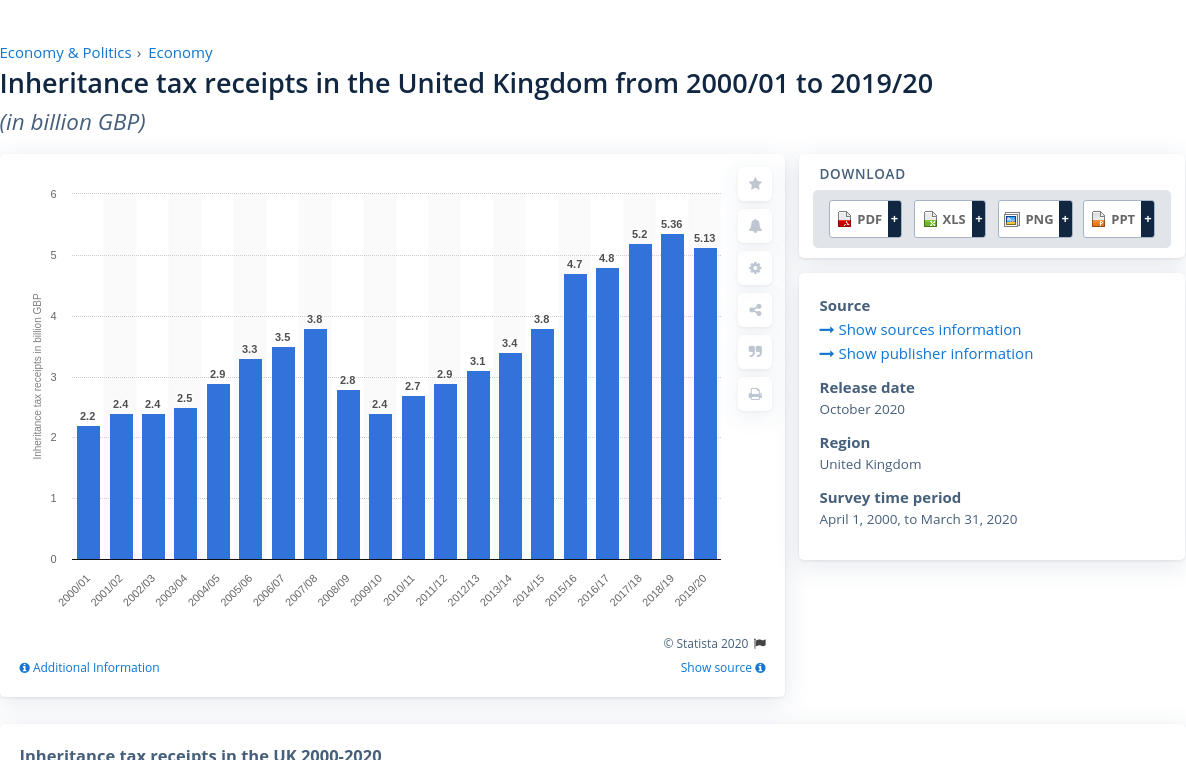 Economy & Politics › Economy
Inheritance tax receipts in the United Kingdom from 2000/01 to 2019/20
(in billion GBP)
Inheritance tax receipts in billion GBP
6
5
4
3
2
1
0
2.2
2.4
2.4
2.5
2.9
3.3
3.5
3.8
2.8
2.4
2.7
2.9
3.1
3.4
3.8
4.7
4.8
5.2
5.36
5.13
2000/01
2001/02
2002/03
2003/04
2004/05
2005/06
2006/07
2007/08
2008/09
2009/10
2010/11
2011/12
2012/13
2013/14
2014/15
2015/16
2016/17
2017/18
2018/19
2019/20
© Statista 2020
Additional Information
Show source
DOWNLOAD
PDF + XLS + PNG + PPT +
Source
Show sources information
Show publisher information
Release date
October 2020
Region
United Kingdom
Survey time period
April 1, 2000, to March 31, 2020
Inheritance tax receipts in the UK 2000-2020